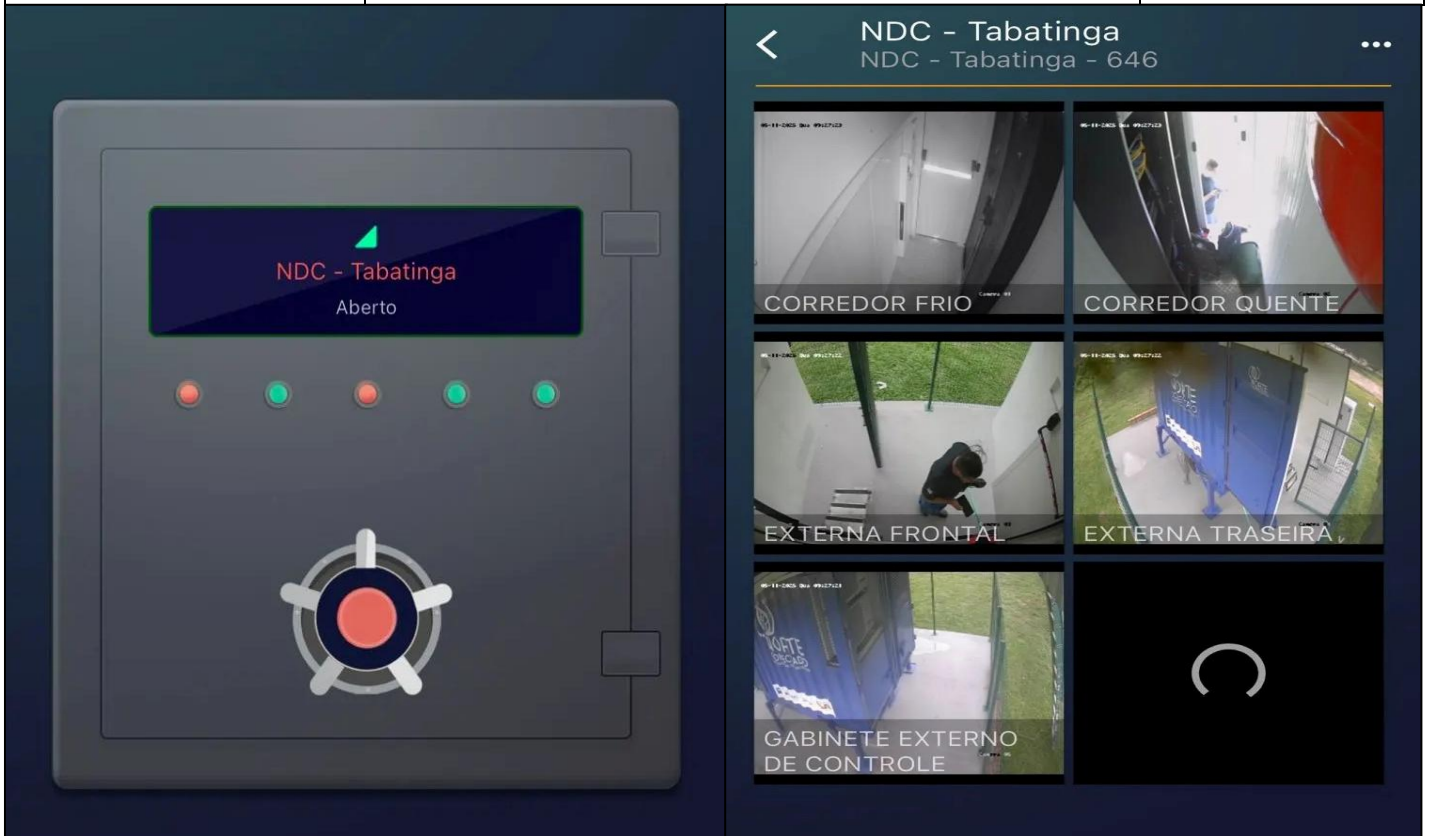 NDC - Tabatinga
Aberto
NDC - Tabatinga
NDC - Tabatinga - 646
CORREDOR FRIO
CORREDOR QUENTE
EXTERNA FRONTAL
EXTERNA TRASEIRA
NORTE
GABINETE EXTERNO
DE CONTROLE